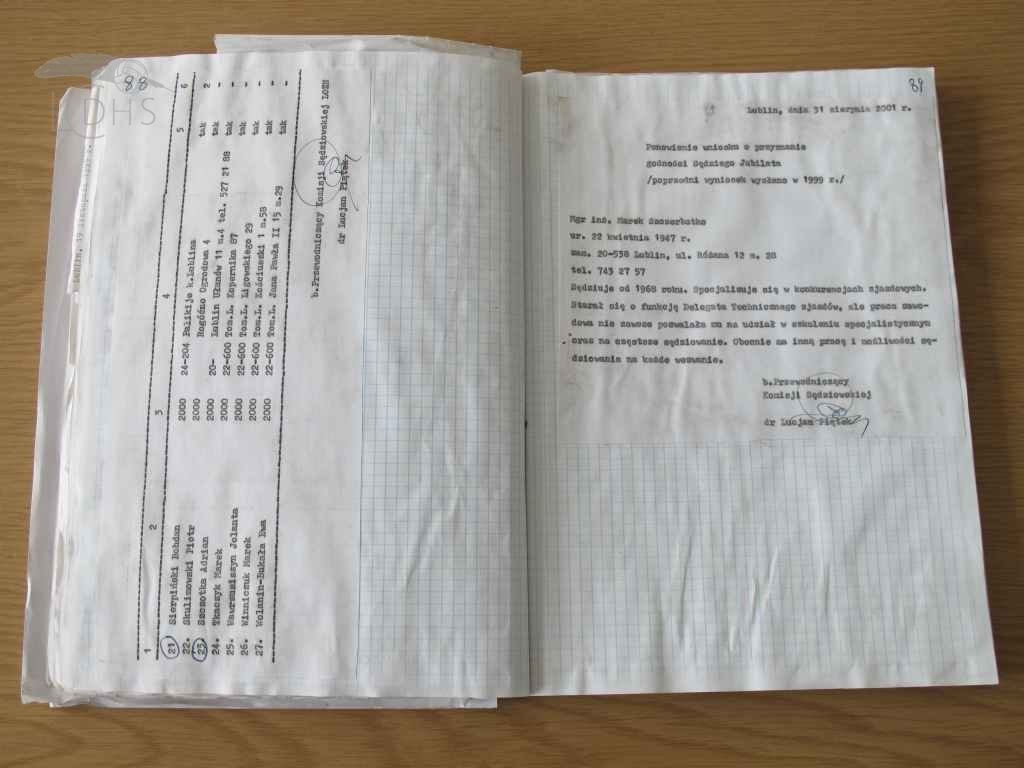 88
1 2 3 4 5 6
21 Sierpiński Bohdan 2000 24-204 Palikije k.Lublina tak 2
22. Skulimowski Piotr 2000 Rogóźno Ogrodowa 4 tak -
23. Szczotka Adrian 2000 20- Lublin Ułanów 11 m.4 tel. 527 21 88 tak -
24. Tkaczyk Marek 2000 22-600 Tom.L. Kopernika 87 tak -
25. Jolanta 2000 22-600 Tom.L. Ligowskiego 29 tak -
26. Winniczuk Marek 2000 22-600 Tom.L. Kościuszki 1 m.58 tak -
27. Wolanin-Bukała Ewa 2000 22-600 Tom.L. Jana Pawła II 15 m.29 tak -
b.Przewodniczący Komisji Sędziowskiej LOZN
dr Lucjan Piątek
89
Lublin, dnia 31 sierpnia 2001 r.
Ponowienie wniosku o przyznanie
godności Sędziego Jubilata
/poprzedni wyniosek wysłano w 1999 r./
Mgr inż. Marek Szczerbatko
ur. 22 kwietnia 1947 r.
zam. 20-538 Lublin, ul. Różana 12 m. 28
tel. 743 27 57
Sędziuje od 1968 roku. Specjalizuje się w konkurencjach zjazdowych.
Starał się o funkcję Delegata Technicznego zjazdów, ale praca zawo-
dowa nie zawsze pozwalała mu na udział w szkoleniu specjalistycznym
oraz na częstsze sędziowanie. Obecnie ma inną pracę i możliwości sę-
dziowania na każde wezwanie.
b.Przewodniczący
Komisji Sędziowskiej
dr Lucjan Piątek
LDHS